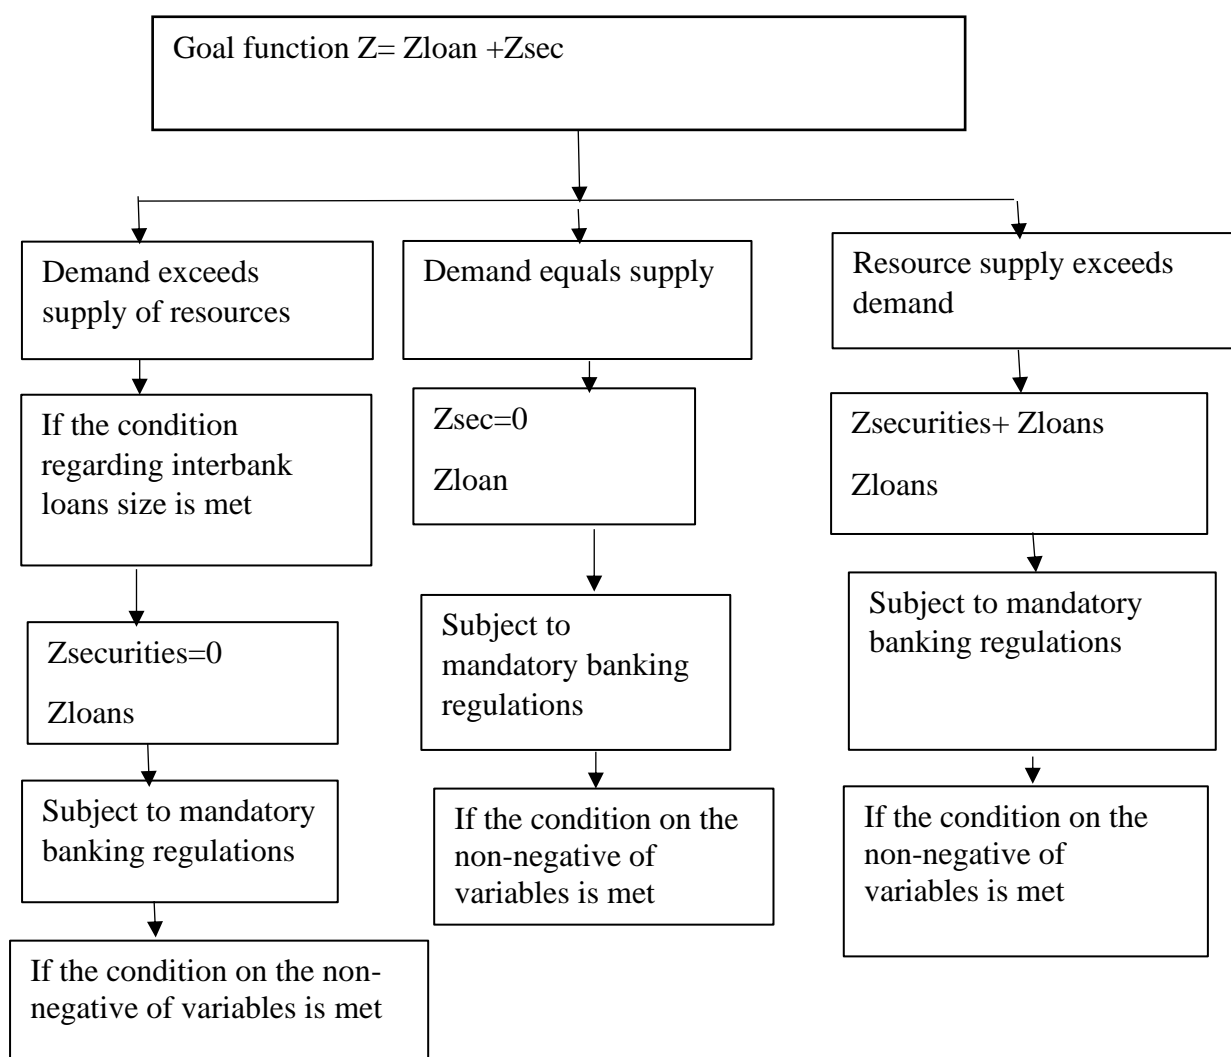 Goal function Z= Zloan +Zsec
Demand exceeds
supply of resources
If the condition
regarding interbank
loans size is met
Zsecurities=0
Zloans
Subject to mandatory
banking regulations
If the condition on the non-
negative of variables is met
Demand equals supply
Zsec=0
Zloan
Subject to
mandatory banking
regulations
If the condition on the
non-negative of
variables is met
Resource supply exceeds
demand
Zsecurities+ Zloans
Zloans
Subject to mandatory
banking regulations
If the condition on the
non-negative of
variables is met